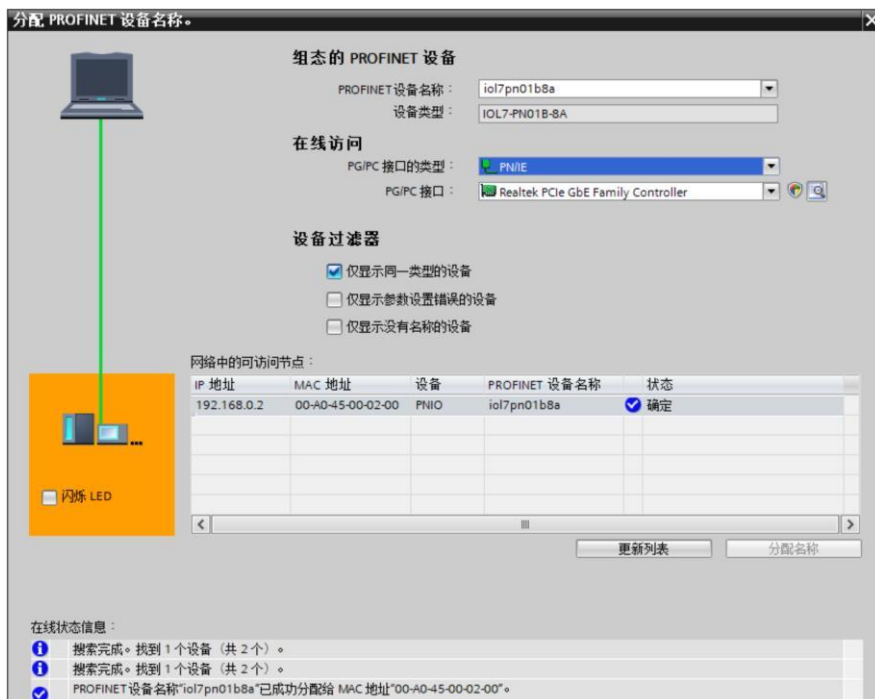 分配 PROFINET 设备名称。
组态的 PROFINET 设备
PROFINET设备名称： iol7pn01b8a
设备类型： IOL7-PN01B-8A
在线访问
PG/PC 接口的类型： PN/IE
PG/PC 接口： Realtek PCIe GbE Family Controller
设备过滤器
仅显示同一类型的设备
仅显示参数设置错误的设备
仅显示没有名称的设备
网络中的可访问节点：
IP 地址 MAC 地址 设备 PROFINET 设备名称 状态
192.168.0.2 00-A0-45-00-02-00 PNIO iol7pn01b8a 确定
闪烁 LED
更新列表 分配名称
在线状态信息：
搜索完成。找到 1 个设备（共 2 个）。
搜索完成。找到 1 个设备（共 2 个）。
PROFINET设备名称"iol7pn01b8a"已成功分配给 MAC 地址"00-A0-45-00-02-00"。